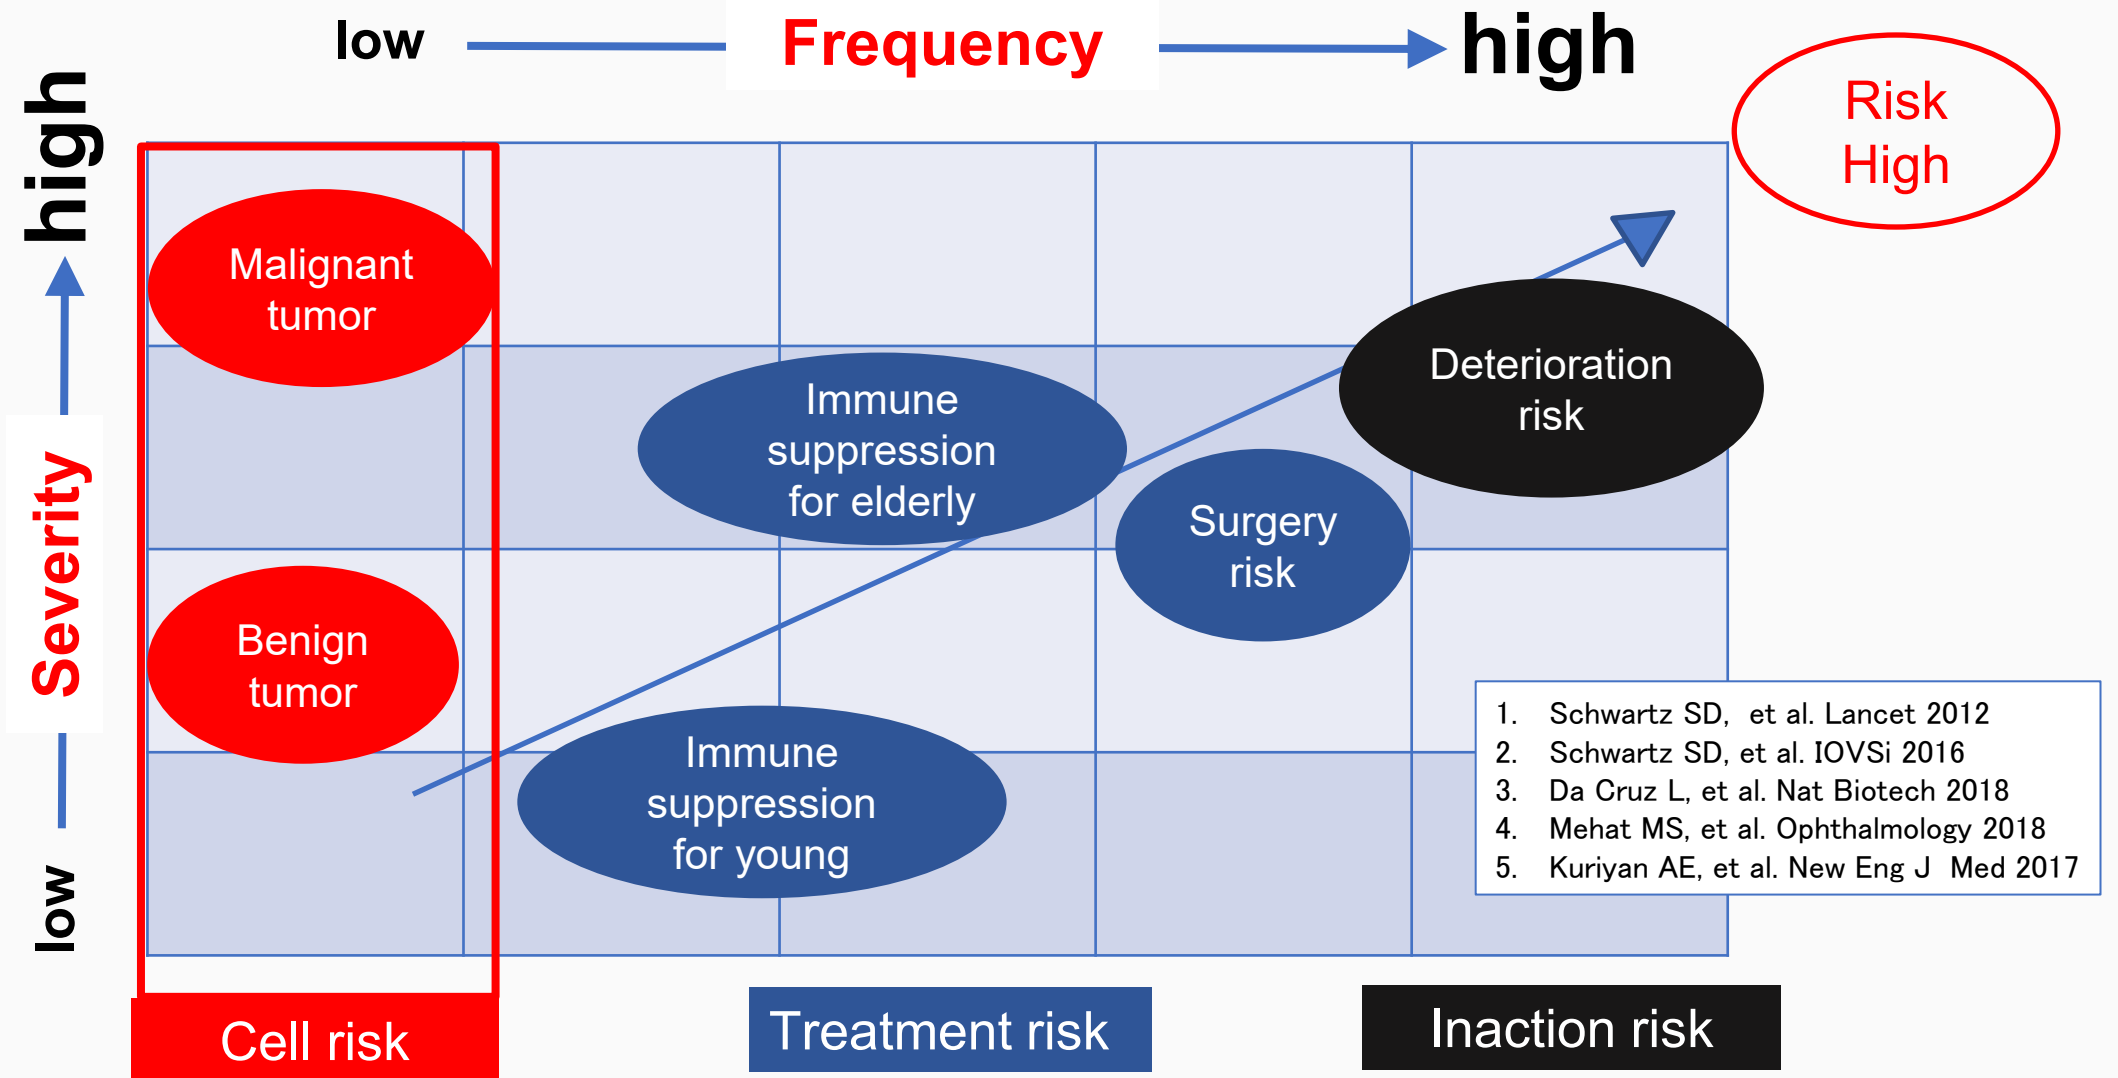 low
Frequency
high
Risk
High
high
Severity
low
Malignant
tumor
Immune
suppression
for elderly
Deterioration
risk
Surgery
risk
Benign
tumor
Immune
suppression
for young
1. Schwartz SD, et al. Lancet 2012
2. Schwartz SD, et al. IOVSi 2016
3. Da Cruz L, et al. Nat Biotech 2018
4. Mehat MS, et al. Ophthalmology 2018
5. Kuriyan AE, et al. New Eng J Med 2017
Cell risk
Treatment risk
Inaction risk